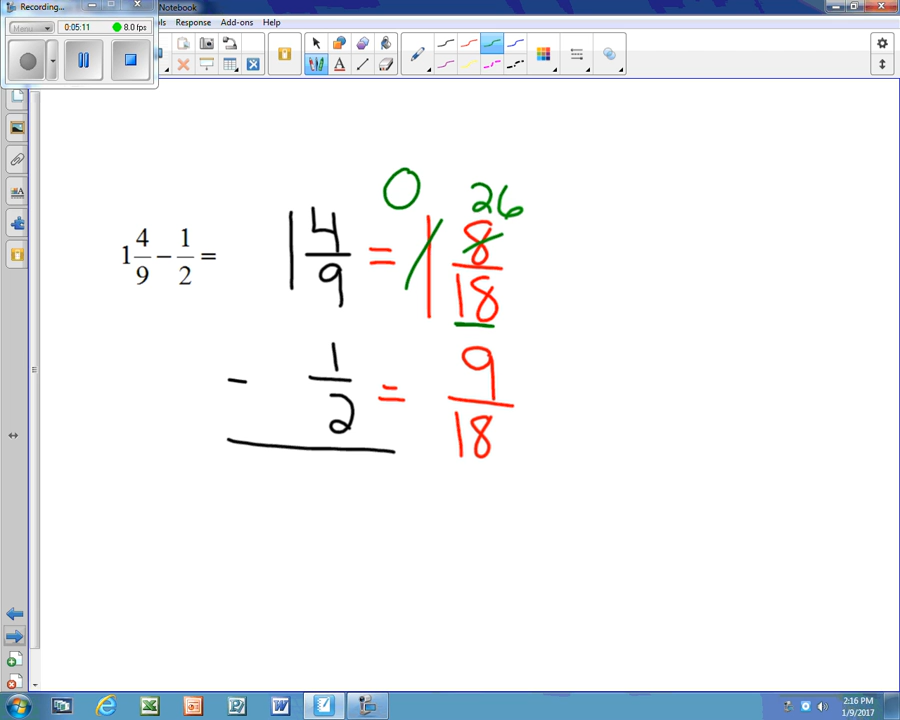 Recording...
Notebook
Menu
0:05:11
8.0 fps
Response Add-ons Help
0 26
1 4/9 = 1 8/18
1 4/9 − 1/2 =
- 1/2 = 9/18
2:16 PM
1/9/2017